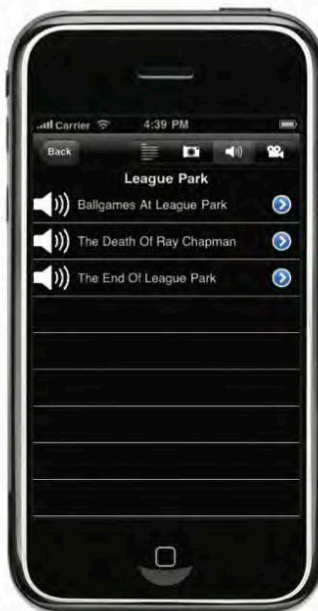 Carrier 4:39 PM
Back
League Park
Ballgames At League Park
The Death Of Ray Chapman
The End Of League Park